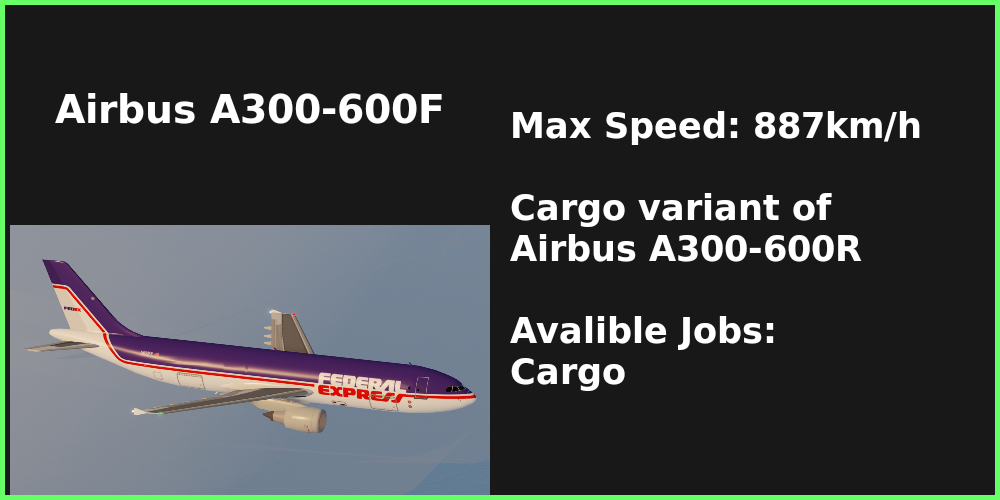 Airbus A300-600F
Max Speed: 887km/h
Cargo variant of
Airbus A300-600R
Avalible Jobs:
Cargo
FEDERAL
EXPRESS